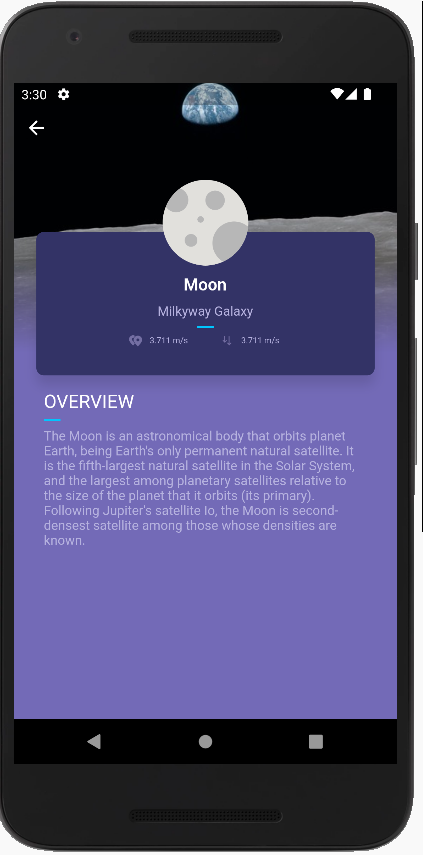 3:30
Moon
Milkyway Galaxy
3.711 m/s 3.711 m/s
OVERVIEW
The Moon is an astronomical body that orbits planet
Earth, being Earth's only permanent natural satellite. It
is the fifth-largest natural satellite in the Solar System,
and the largest among planetary satellites relative to
the size of the planet that it orbits (its primary).
Following Jupiter's satellite Io, the Moon is second-
densest satellite among those whose densities are
known.